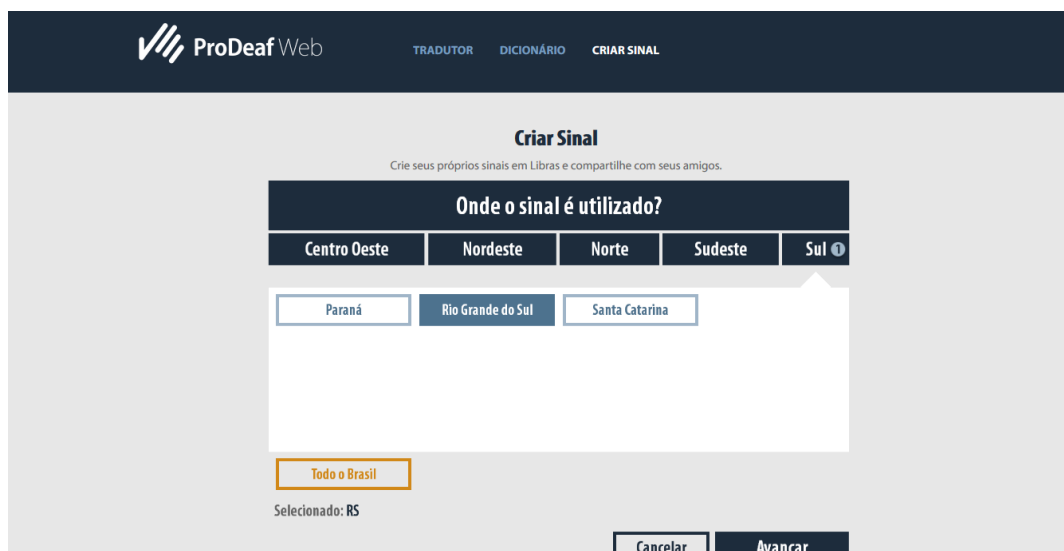 ProDeaf Web
TRADUTOR DICIONÁRIO CRIAR SINAL
Criar Sinal
Crie seus próprios sinais em Libras e compartilhe com seus amigos.
Onde o sinal é utilizado?
Centro Oeste Nordeste Norte Sudeste Sul 1
Paraná Rio Grande do Sul Santa Catarina
Todo o Brasil
Selecionado: RS
Cancelar Avançar